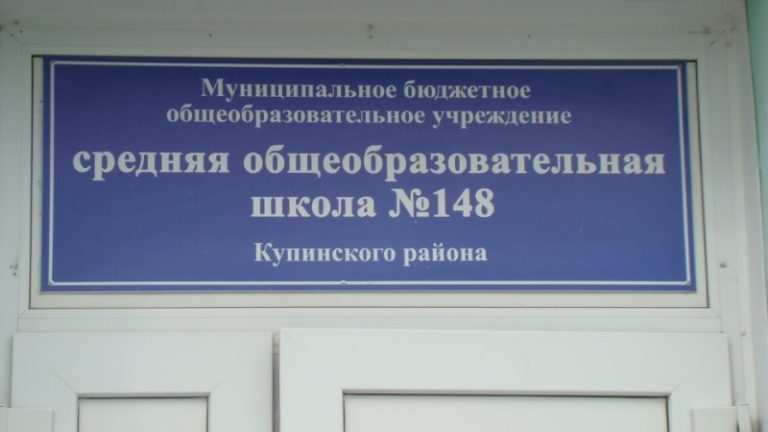 Муниципальное бюджетное
общеобразовательное учреждение
средняя общеобразовательная
школа №148
Купинского района